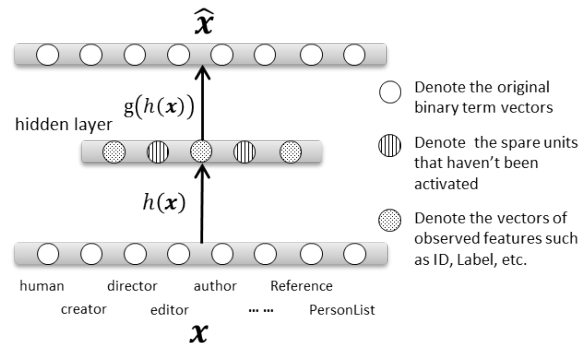 x̂
g(h(x))
hidden layer
h(x)
human
director
author
Reference
creator
editor
... ...
PersonList
x
Denote the original
binary term vectors
Denote the spare units
that haven't been
activated
Denote the vectors of
observed features such
as ID, Label, etc.